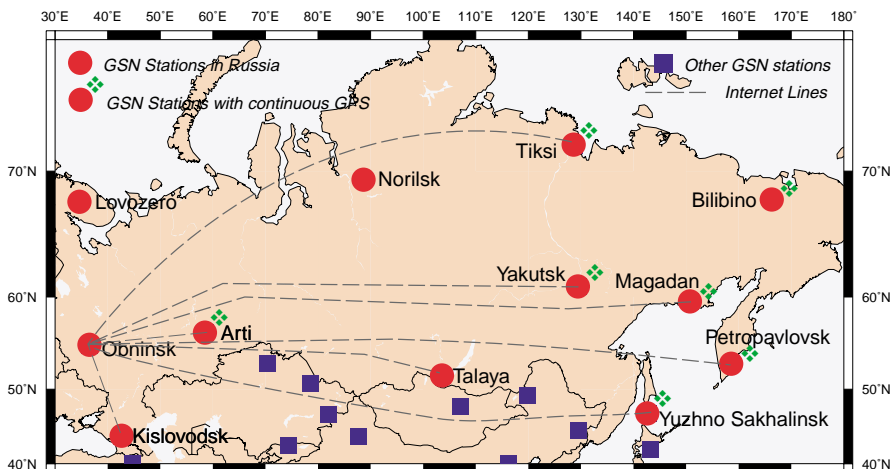 30˚E 40˚ 50˚ 60˚ 70˚ 80˚ 90˚ 100˚ 110˚ 120˚ 130˚ 140˚ 150˚ 160˚ 170˚ 180˚
GSN Stations in Russia
Other GSN stations
GSN Stations with continuous GPS
Internet Lines
Tiksi
70˚N 70˚N
Norilsk
Lovozero
Bilibino
Yakutsk
Magadan
60˚N 60˚N
Arti
Petropavlovsk
Obninsk
Talaya
50˚N 50˚N
Yuzhno Sakhalinsk
Kislovodsk
40˚N 40˚N